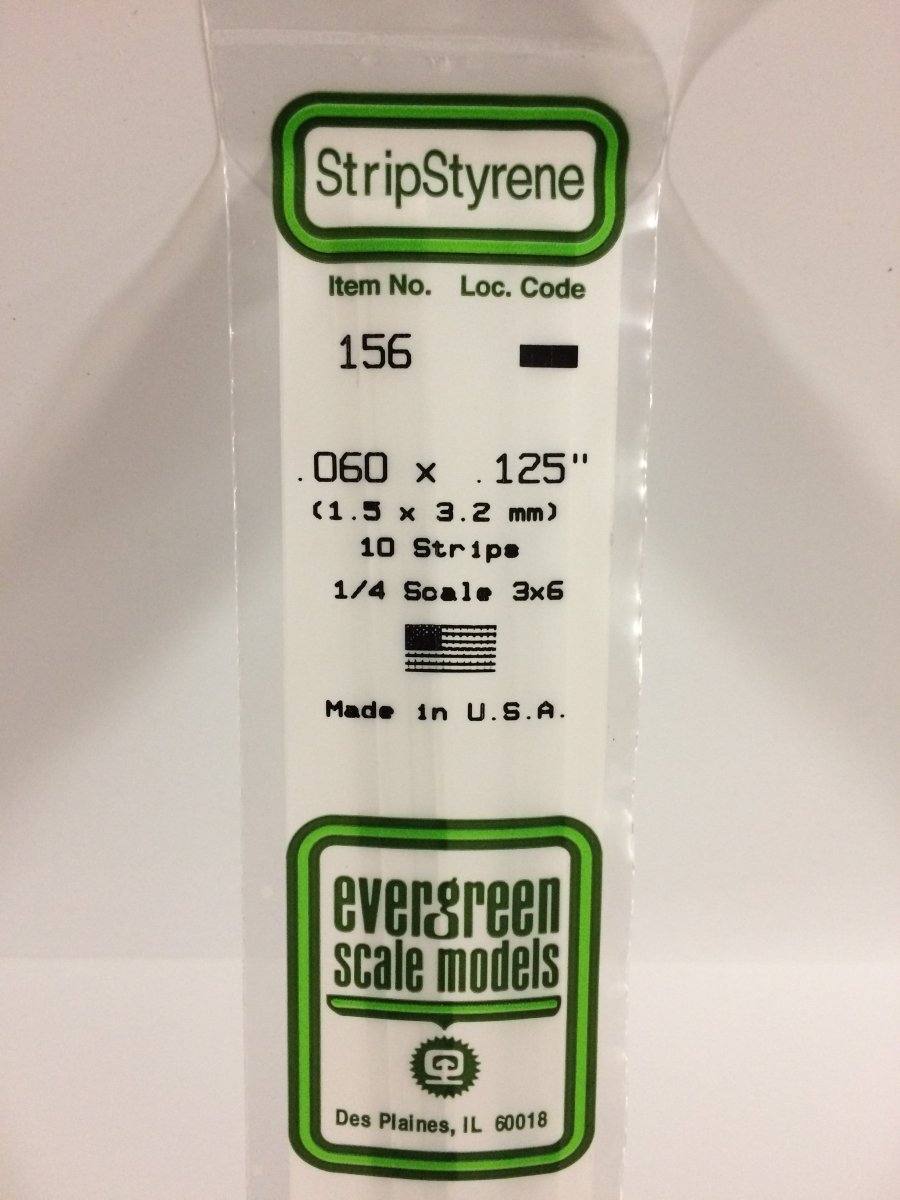 StripStyrene
Item No. Loc. Code
156
.060 x .125"
(1.5 x 3.2 mm)
10 Strips
1/4 Scale 3x6
Made in U.S.A.
evergreen
scale models
Des Plaines, IL 60018